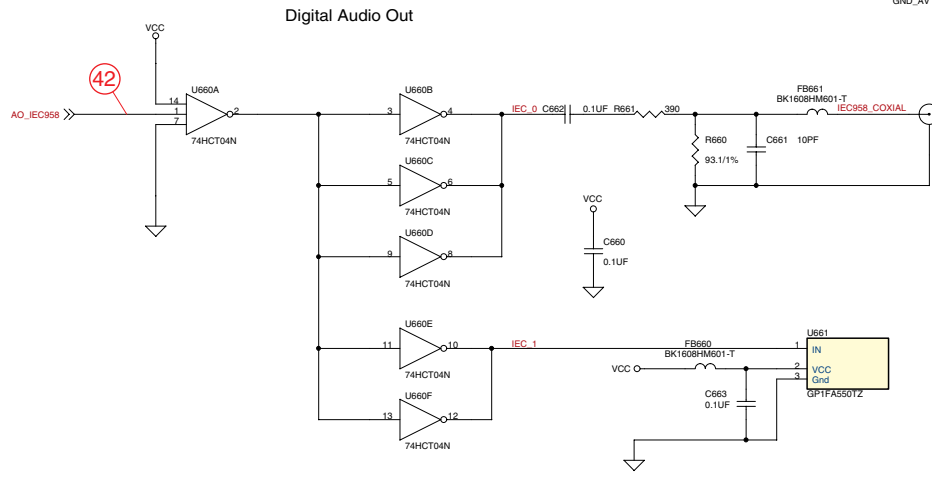 GND_AV
Digital Audio Out
VCC
42
AO_IEC958
14
1
7
U660A
2
74HCT04N
U660B
3
4
74HCT04N
IEC_0
C662
0.1UF
R661
390
FB661
BK1608HM601-T
IEC958_COXIAL
R660
93.1/1%
C661
10PF
U660C
5
6
74HCT04N
U660D
9
8
74HCT04N
VCC
C660
0.1UF
U660E
11
10
74HCT04N
IEC_1
FB660
BK1608HM601-T
VCC
U661
1
IN
2
VCC
3
Gnd
GP1FA550TZ
C663
0.1UF
U660F
13
12
74HCT04N